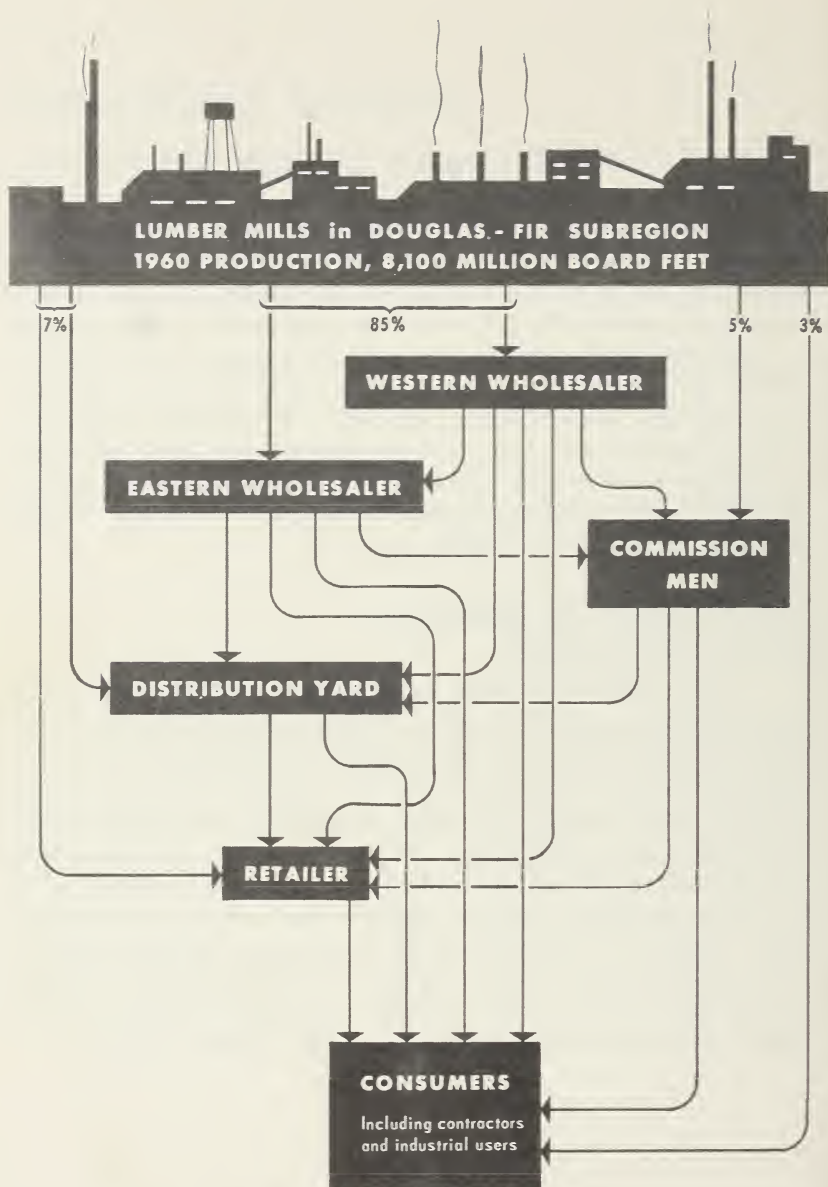 LUMBER MILLS in DOUGLAS.-FIR SUBREGION
1960 PRODUCTION, 8,100 MILLION BOARD FEET
7%
85%
5%
3%
WESTERN WHOLESALER
EASTERN WHOLESALER
COMMISSION
MEN
DISTRIBUTION YARD
RETAILER
CONSUMERS
Including contractors
and industrial users